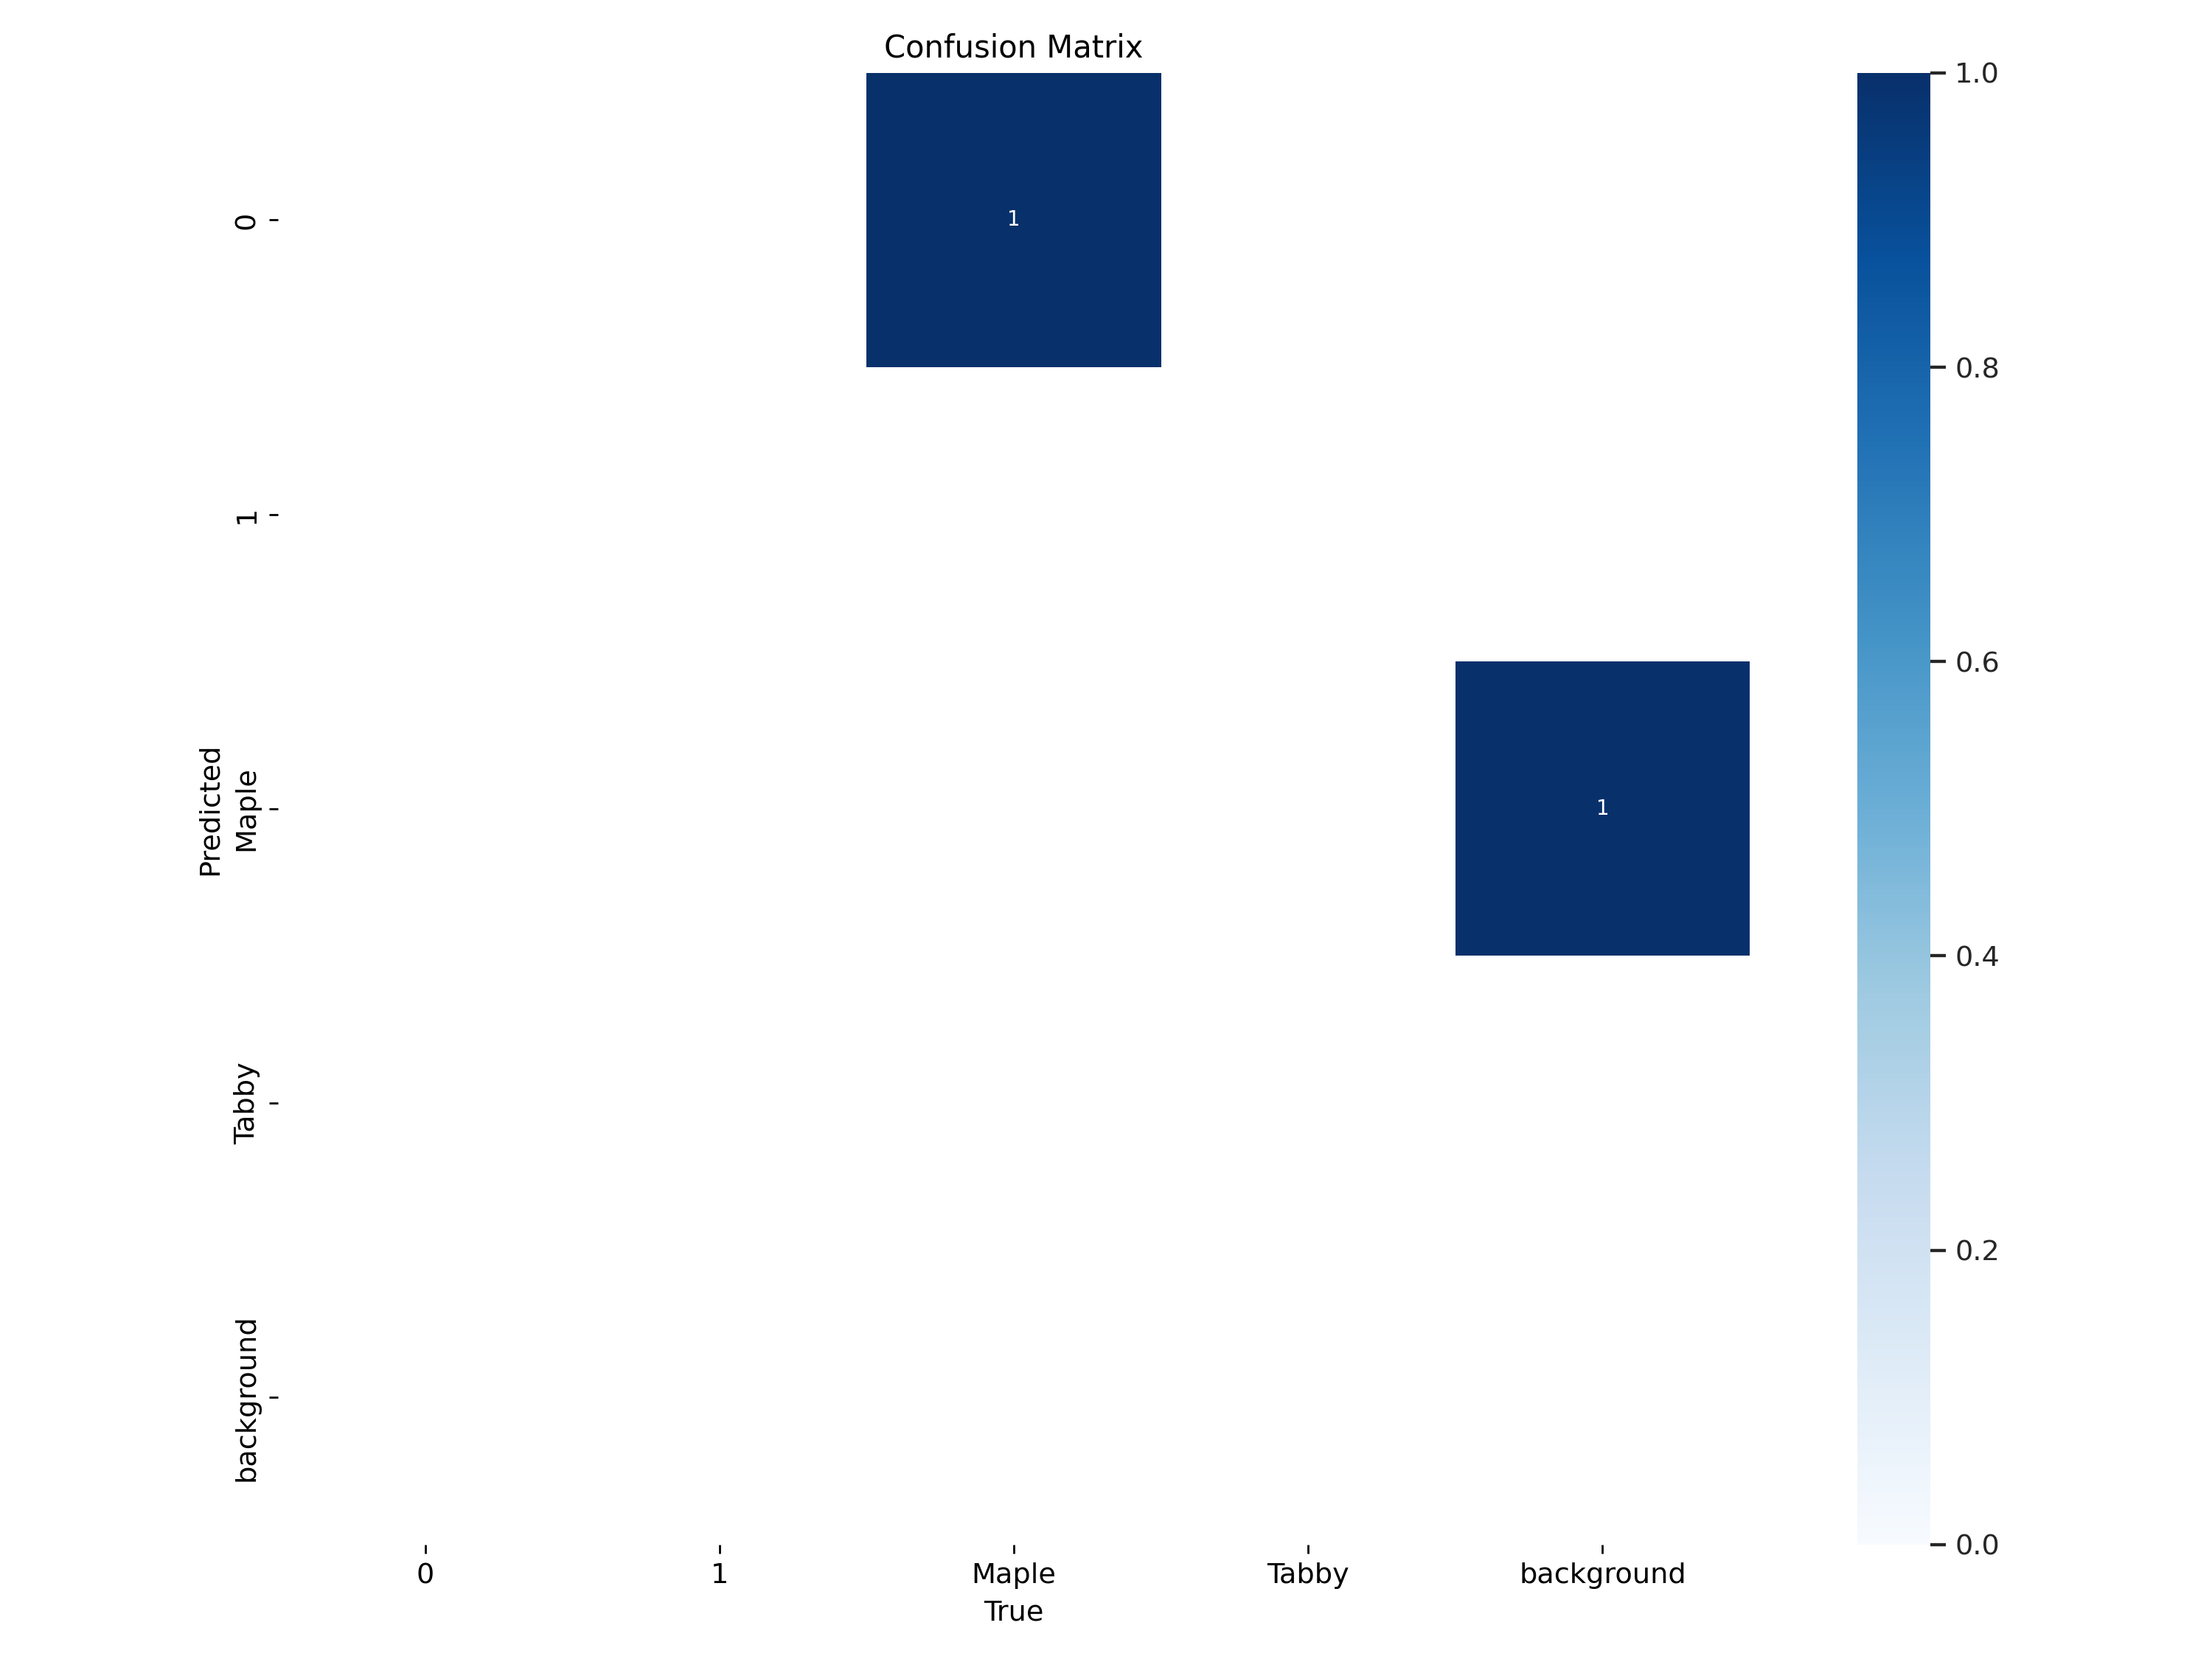 Confusion Matrix
1.0
0
1
0.8
1
0.6
Predicted
Maple
1
0.4
Tabby
0.2
background
0.0
0 1 Maple Tabby background
True